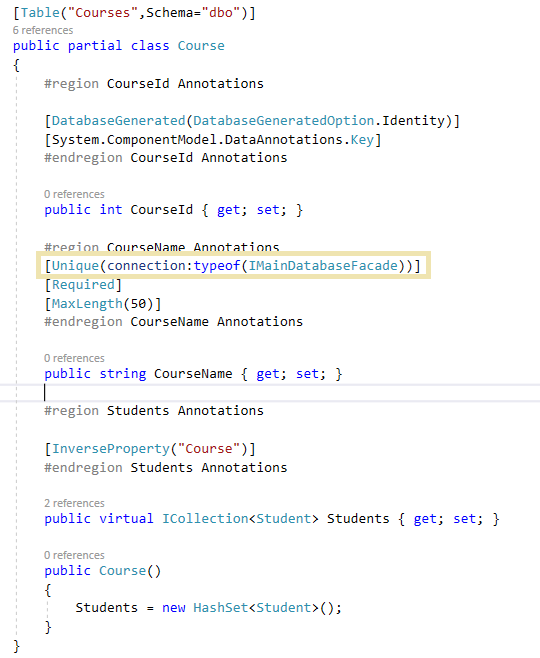 [Table("Courses",Schema="dbo")]
6 references
public partial class Course
{
#region CourseId Annotations
[DatabaseGenerated(DatabaseGeneratedOption.Identity)]
[System.ComponentModel.DataAnnotations.Key]
#endregion CourseId Annotations
0 references
public int CourseId { get; set; }
#region CourseName Annotations
[Unique(connection:typeof(IMainDatabaseFacade))]
[Required]
[MaxLength(50)]
#endregion CourseName Annotations
0 references
public string CourseName { get; set; }
#region Students Annotations
[InverseProperty("Course")]
#endregion Students Annotations
2 references
public virtual ICollection<Student> Students { get; set; }
0 references
public Course()
{
Students = new HashSet<Student>();
}
}